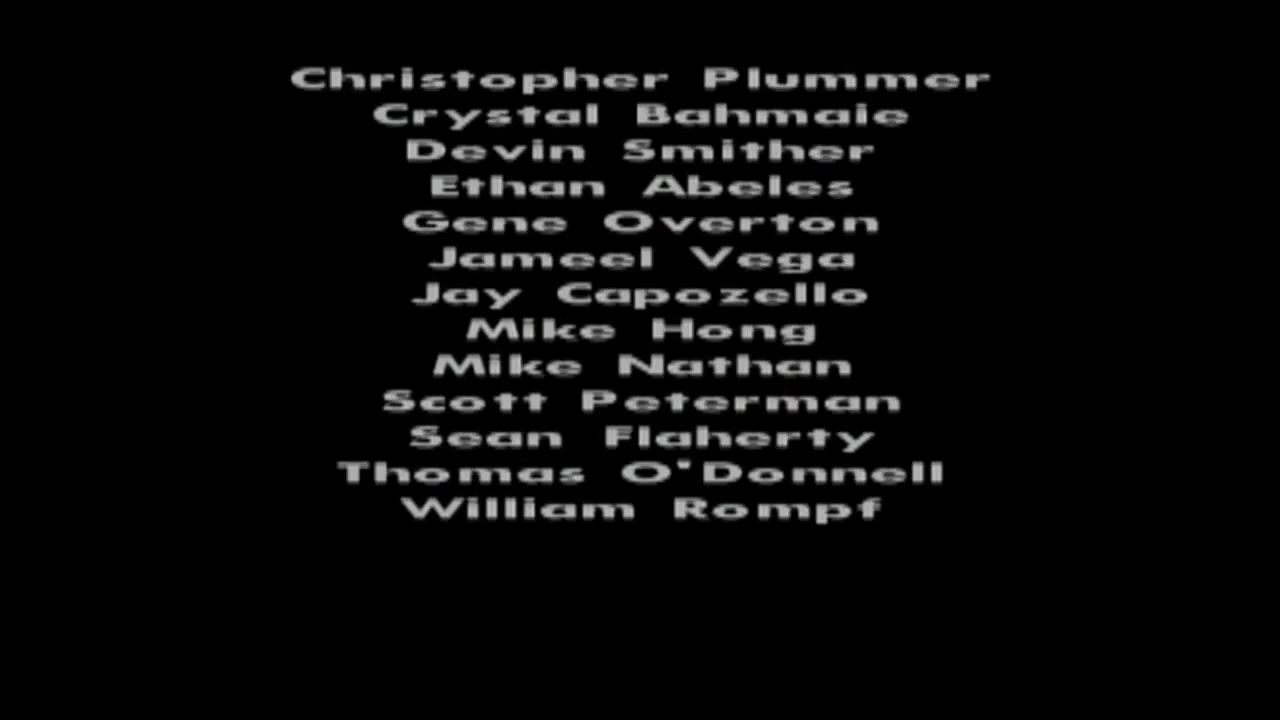 Christopher Plummer
Crystal Bahmaie
Devin Smither
Ethan Abeles
Gene Overton
Jameel Vega
Jay Capozello
Mike Hong
Mike Nathan
Scott Peterman
Sean Flaherty
Thomas O'Donnell
William Rompf